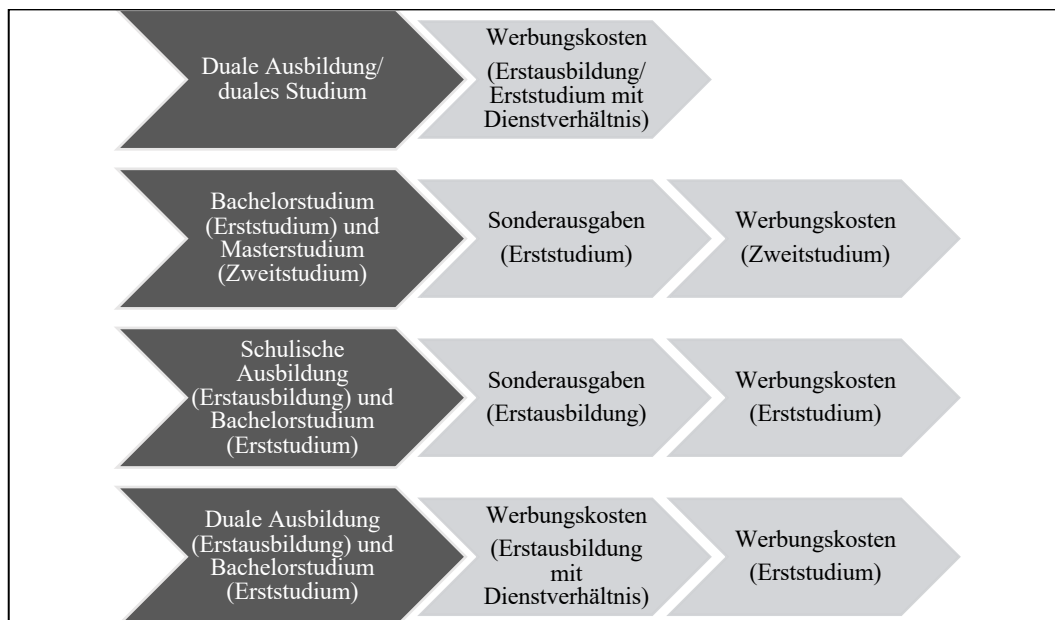 Duale Ausbildung/
duales Studium
Werbungskosten
(Erstausbildung/
Erststudium mit
Dienstverhältnis)
Bachelorstudium
(Erststudium) und
Masterstudium
(Zweitstudium)
Sonderausgaben
(Erststudium)
Werbungskosten
(Zweitstudium)
Schulische
Ausbildung
(Erstausbildung) und
Bachelorstudium
(Erststudium)
Sonderausgaben
(Erstausbildung)
Werbungskosten
(Erststudium)
Duale Ausbildung
(Erstausbildung) und
Bachelorstudium
(Erststudium)
Werbungskosten
(Erstausbildung
mit
Dienstverhältnis)
Werbungskosten
(Erststudium)